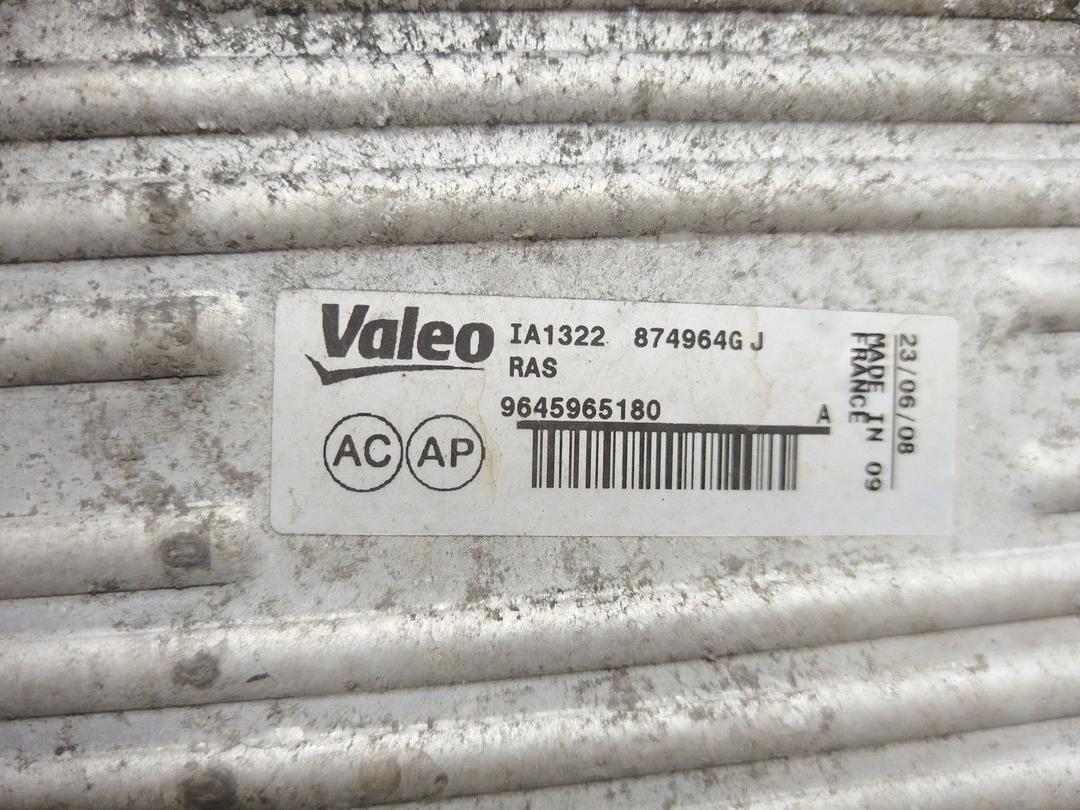 Valeo
IA1322 874964G J
RAS
9645965180 A
AC AP
23/06/08
MADE IN 09
FRANCE